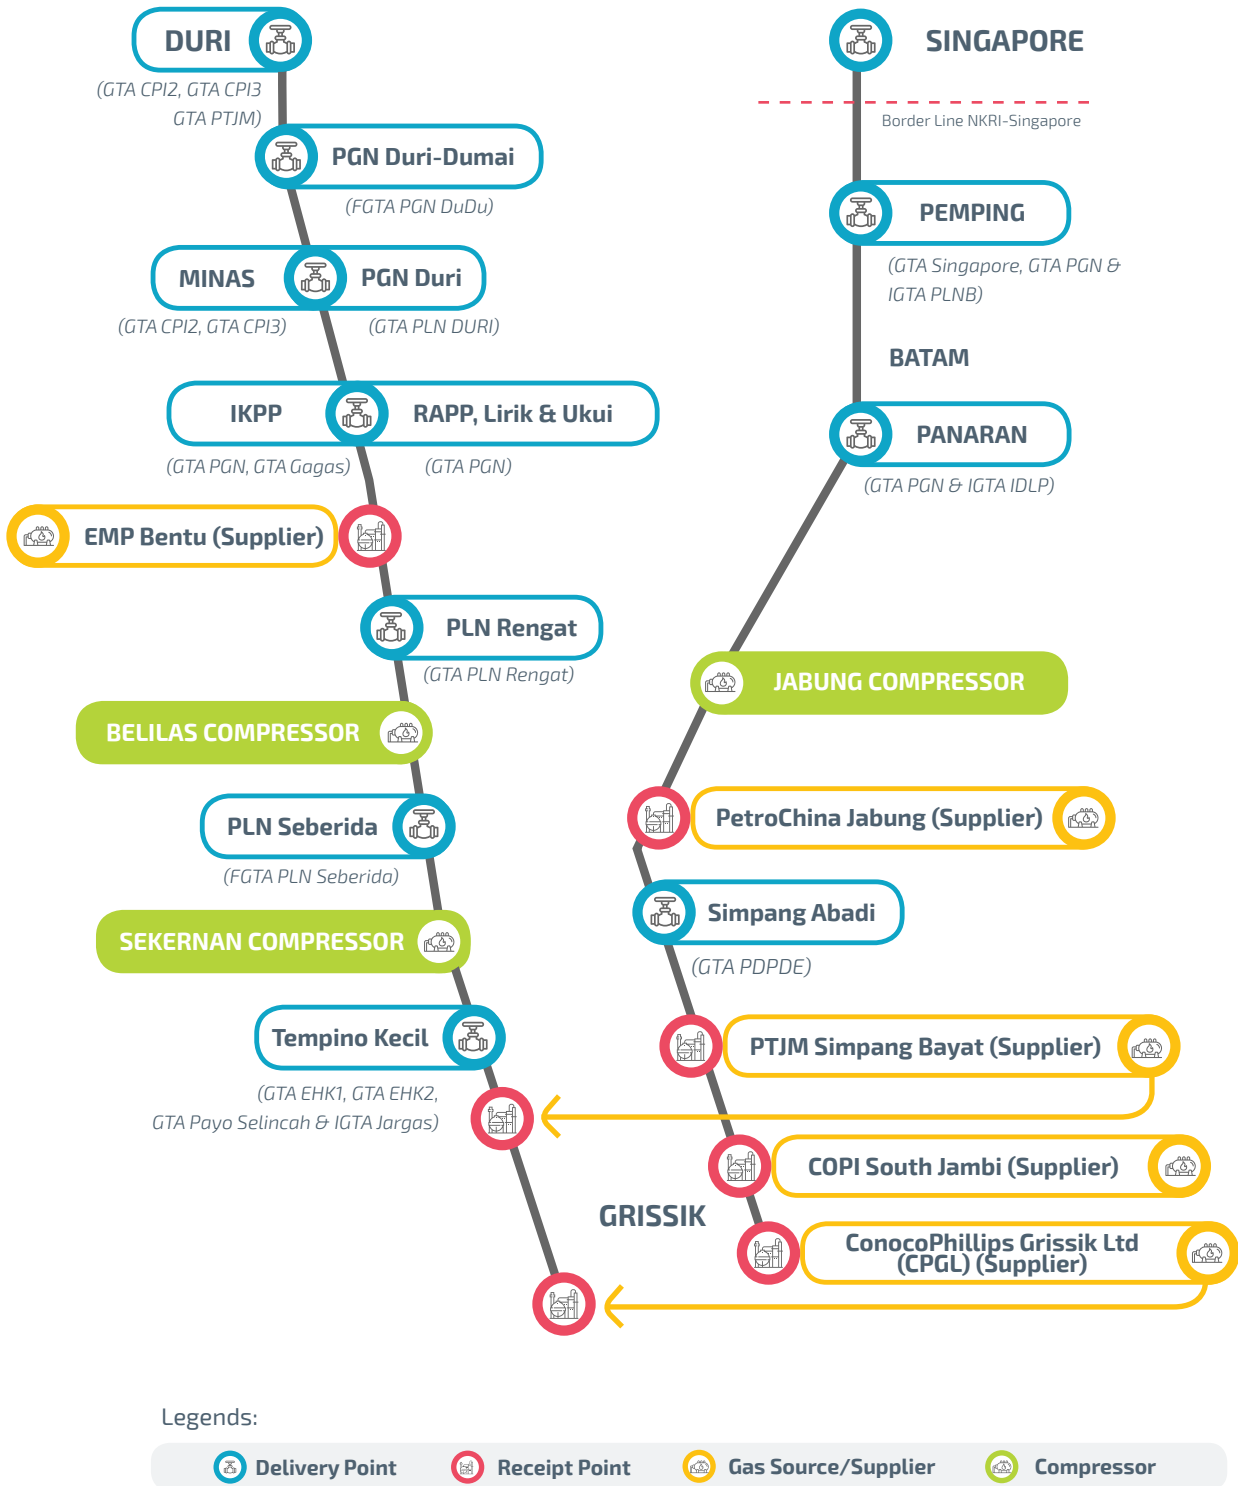 DURI
(GTA CPI2, GTA CPI3
GTA PTJM)
PGN Duri-Dumai
(FGTA PGN DuDu)
MINAS
PGN Duri
(GTA CPI2, GTA CPI3)
(GTA PLN DURI)
IKPP
RAPP, Lirik & Ukui
(GTA PGN, GTA Gagas)
(GTA PGN)
EMP Bentu (Supplier)
PLN Rengat
(GTA PLN Rengat)
BELILAS COMPRESSOR
PLN Seberida
(FGTA PLN Seberida)
SEKERNAN COMPRESSOR
Tempino Kecil
(GTA EHK1, GTA EHK2,
GTA Payo Selincah & IGTA Jargas)
SINGAPORE
Border Line NKRI-Singapore
PEMPING
(GTA Singapore, GTA PGN &
IGTA PLNB)
BATAM
PANARAN
(GTA PGN & IGTA IDLP)
JABUNG COMPRESSOR
PetroChina Jabung (Supplier)
Simpang Abadi
(GTA PDPDE)
PTJM Simpang Bayat (Supplier)
COPI South Jambi (Supplier)
GRISSIK
ConocoPhillips Grissik Ltd
(CPGL) (Supplier)
Legends:
Delivery Point
Receipt Point
Gas Source/Supplier
Compressor